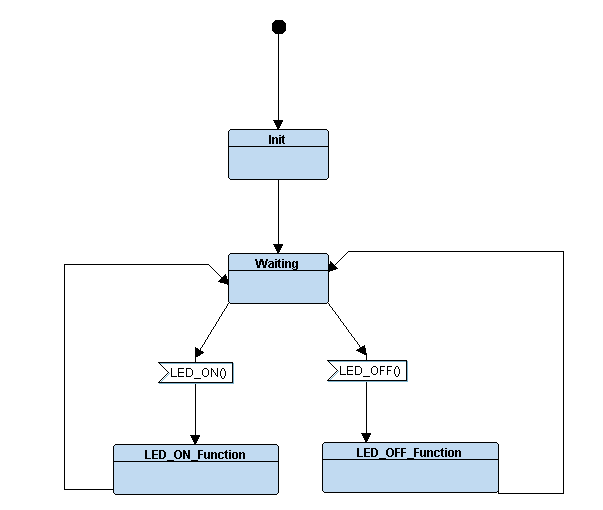 Init
Waiting
LED_ON()
LED_OFF()
LED_ON_Function
LED_OFF_Function